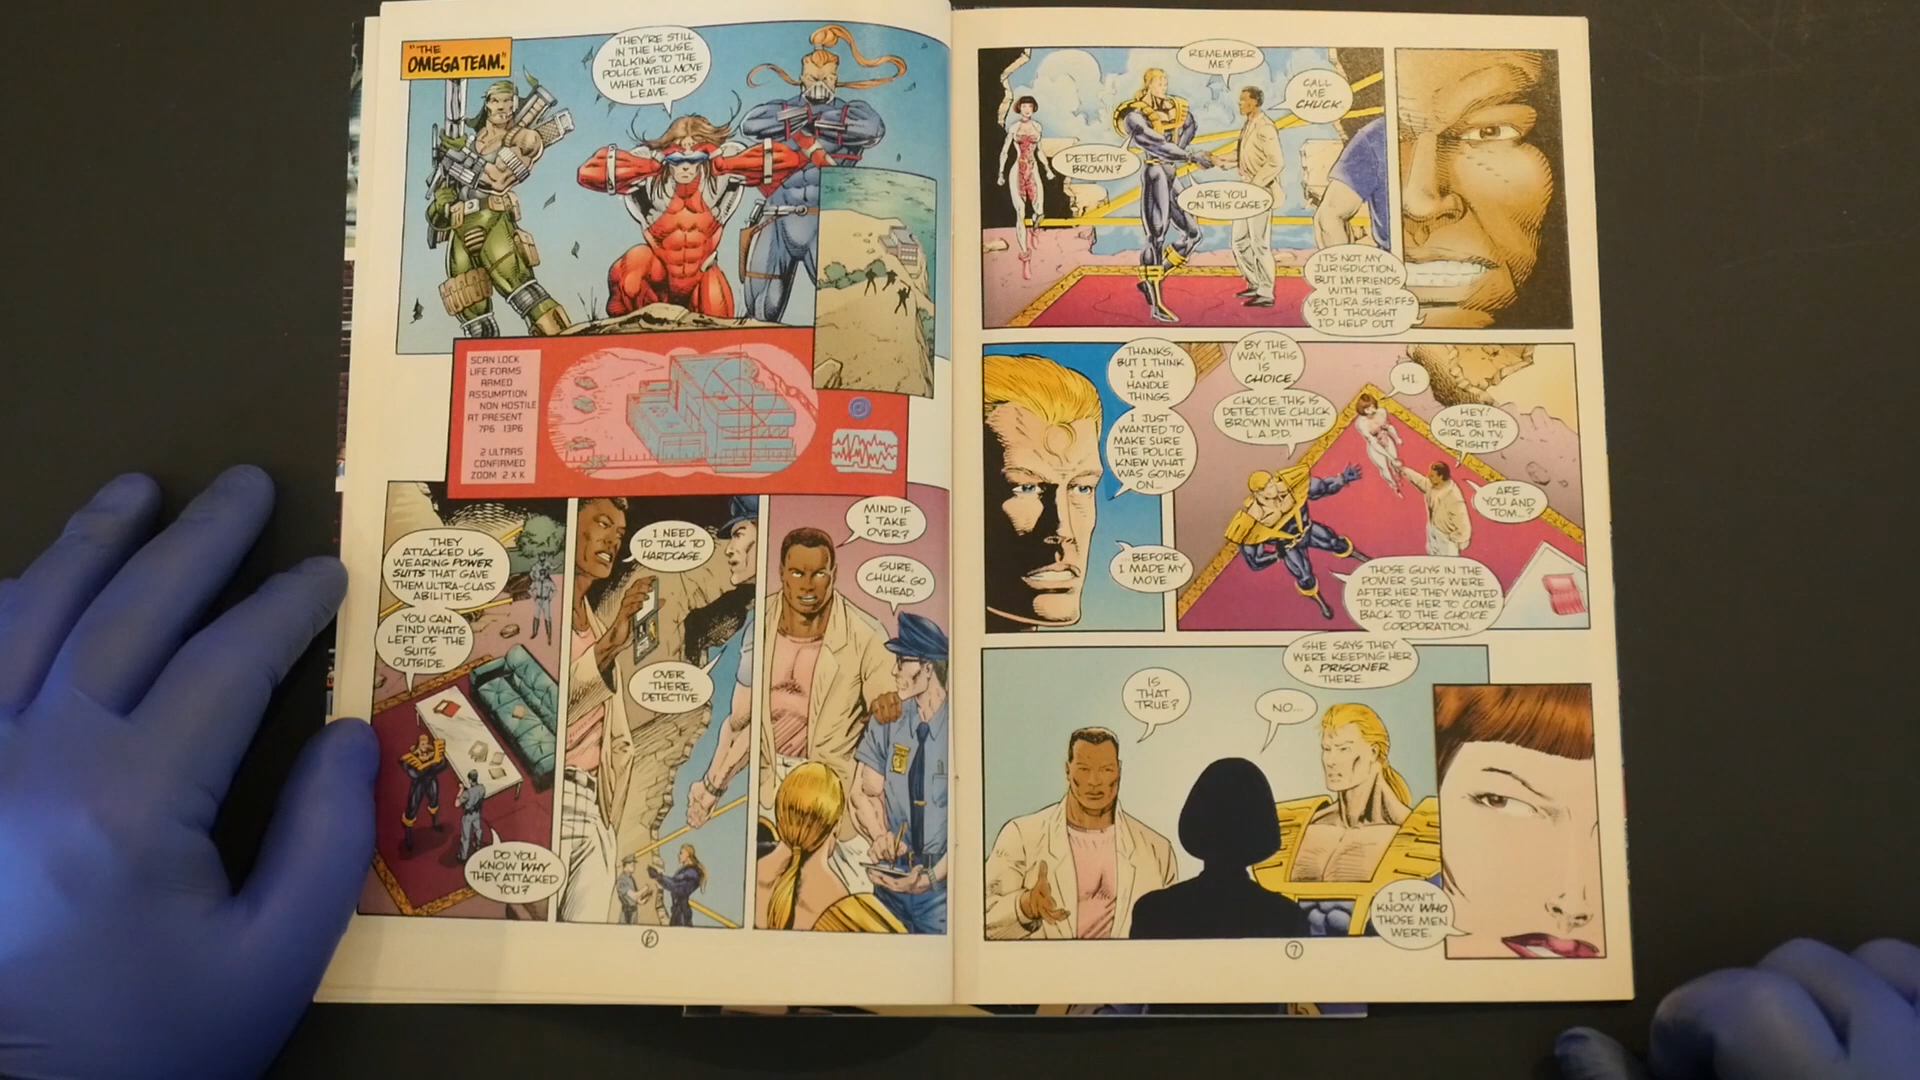 "THE
OMEGA TEAM."
THEY'RE STILL
IN THE HOUSE,
TALKING TO THE
POLICE. WE'LL MOVE
WHEN THE COPS
LEAVE.
SCAN LOCK
LIFE FORMS
ARMED
ASSUMPTION
NON HOSTILE
AT PRESENT
7P6 13P6
2 ULTRAS
CONFIRMED
ZOOM 2 X K
THEY
ATTACKED US
WEARING POWER
SUITS THAT GAVE
THEM ULTRA-CLASS
ABILITIES.
YOU CAN
FIND WHAT'S
LEFT OF THE
SUITS
OUTSIDE.
DO YOU
KNOW WHY
THEY ATTACKED
YOU?
I NEED
TO TALK TO
HARDCASE.
OVER
THERE,
DETECTIVE.
MIND IF
I TAKE
OVER?
SURE,
CHUCK. GO
AHEAD.
6
REMEMBER
ME?
CALL
ME
CHUCK.
DETECTIVE
BROWN?
ARE YOU
ON THIS CASE?
IT'S NOT MY
JURISDICTION,
BUT I'M FRIENDS
WITH THE
VENTURA SHERIFFS
SO I THOUGHT
I'D HELP OUT.
THANKS,
BUT I THINK
I CAN
HANDLE
THINGS.
I JUST
WANTED TO
MAKE SURE
THE POLICE
KNEW WHAT
WAS GOING
ON...
...BEFORE
I MADE MY
MOVE.
BY THE
WAY, THIS
IS
CHOICE.
CHOICE, THIS IS
DETECTIVE CHUCK
BROWN WITH THE
L.A.P.D.
HI.
HEY!
YOU'RE THE
GIRL ON TV,
RIGHT?
ARE
YOU AND
TOM...?
THOSE GUYS IN THE
POWER SUITS WERE
AFTER HER. THEY WANTED
TO FORCE HER TO COME
BACK TO THE CHOICE
CORPORATION.
SHE SAYS THEY
WERE KEEPING HER
A PRISONER
THERE.
IS
THAT
TRUE?
NO...
I DON'T
KNOW WHO
THOSE MEN
WERE.
7